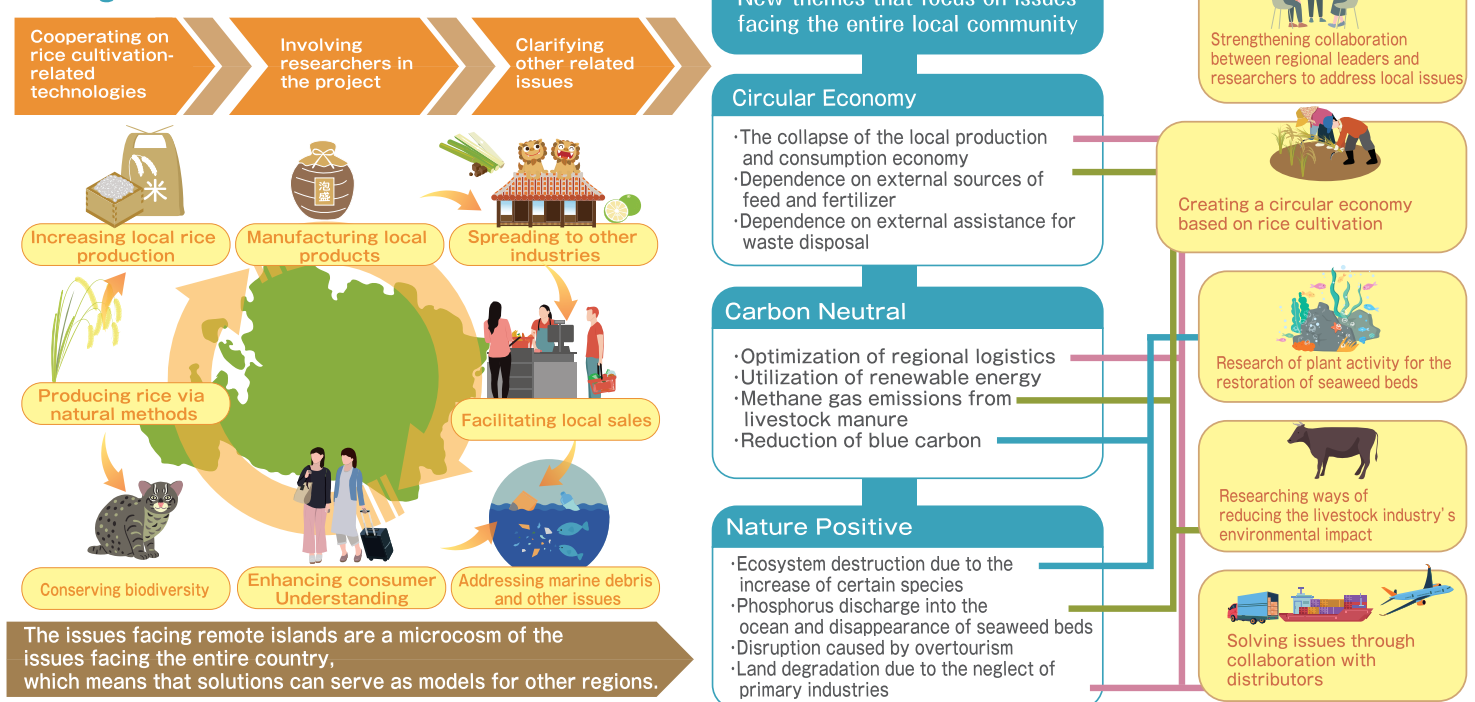 Cooperating on
rice cultivation-
related
technologies
Involving
researchers in
the project
Clarifying
other related
issues
米
泡
盛
Increasing local rice
production
Manufacturing local
products
Spreading to other
industries
Producing rice via
natural methods
Facilitating local sales
Conserving biodiversity
Enhancing consumer
Understanding
Addressing marine debris
and other issues
The issues facing remote islands are a microcosm of the
issues facing the entire country,
which means that solutions can serve as models for other regions.
New themes that focus on issues
facing the entire local community
Circular Economy
·The collapse of the local production
and consumption economy
·Dependence on external sources of
feed and fertilizer
·Dependence on external assistance for
waste disposal
Carbon Neutral
·Optimization of regional logistics
·Utilization of renewable energy
·Methane gas emissions from
livestock manure
·Reduction of blue carbon
Nature Positive
·Ecosystem destruction due to the
increase of certain species
·Phosphorus discharge into the
ocean and disappearance of seaweed beds
·Disruption caused by overtourism
·Land degradation due to the neglect of
primary industries
Strengthening collaboration
between regional leaders and
researchers to address local issues
Creating a circular economy
based on rice cultivation
Research of plant activity for the
restoration of seaweed beds
Researching ways of
reducing the livestock industry's
environmental impact
Solving issues through
collaboration with
distributors